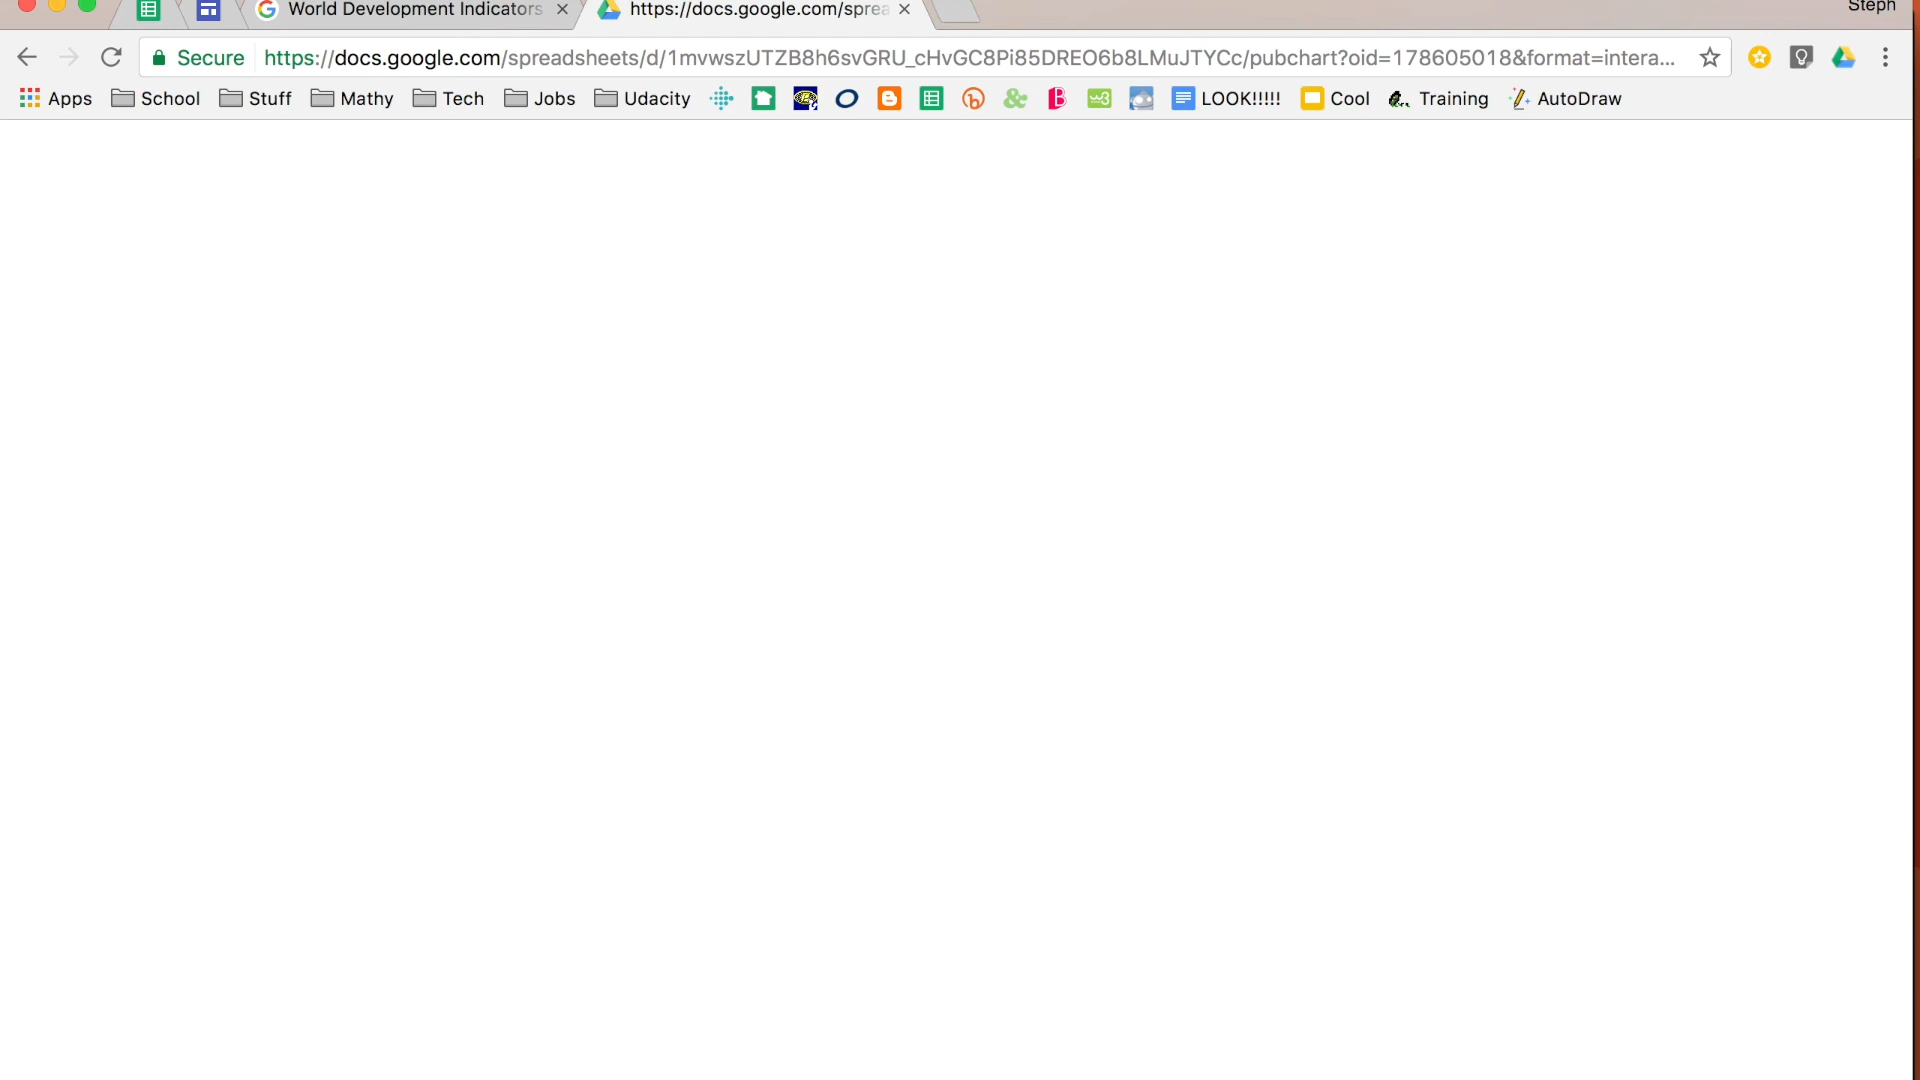 World Development Indicators
https://docs.google.com/sprea
Steph
Secure
https://docs.google.com/spreadsheets/d/1mvwszUTZB8h6svGRU_cHvGC8Pi85DREO6b8LMuJTYCc/pubchart?oid=178605018&format=intera...
Apps School Stuff Mathy Tech Jobs Udacity LOOK!!!!! Cool Training AutoDraw